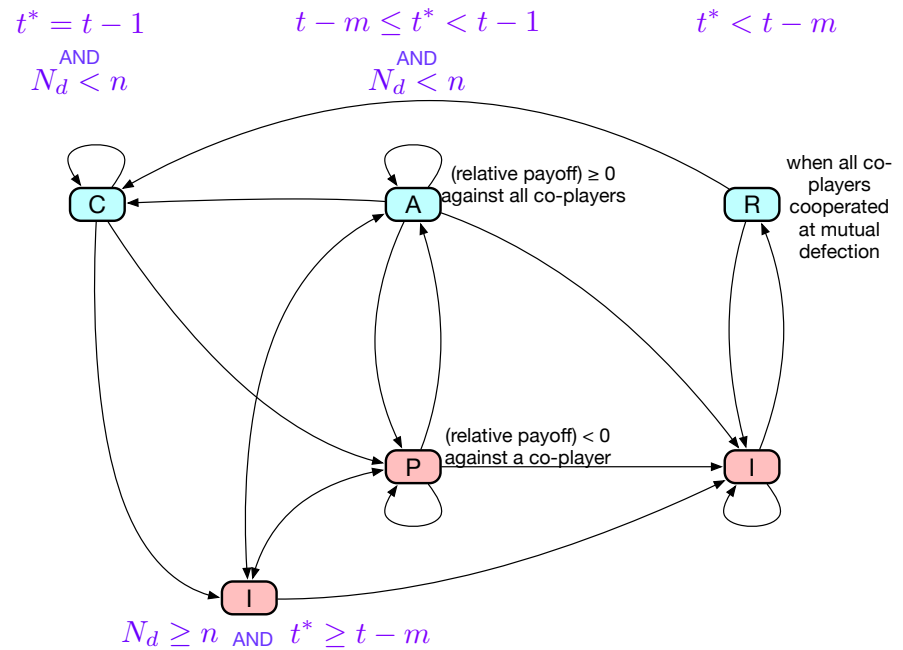 t* = t − 1
AND
N_d < n
t − m ≤ t* < t − 1
AND
N_d < n
t* < t − m
C
A
(relative payoff) ≥ 0
against all co-players
R
when all co-
players
cooperated
at mutual
defection
P
(relative payoff) < 0
against a co-player
I
I
N_d ≥ n AND t* ≥ t − m